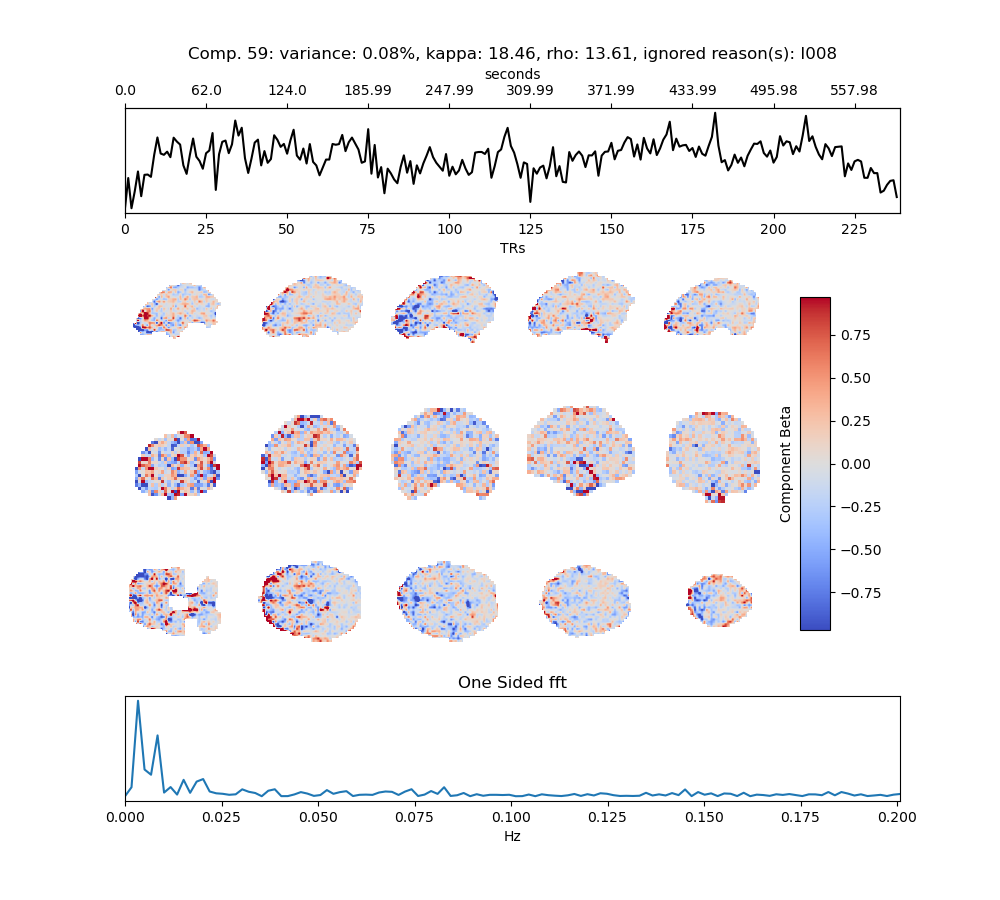 Comp. 59: variance: 0.08%, kappa: 18.46, rho: 13.61, ignored reason(s): I008
seconds
0.0 62.0 124.0 185.99 247.99 309.99 371.99 433.99 495.98 557.98
0 25 50 75 100 125 150 175 200 225
TRs
0.75
0.50
0.25
0.00
−0.25
−0.50
−0.75
Component Beta
One Sided fft
0.000 0.025 0.050 0.075 0.100 0.125 0.150 0.175 0.200
Hz